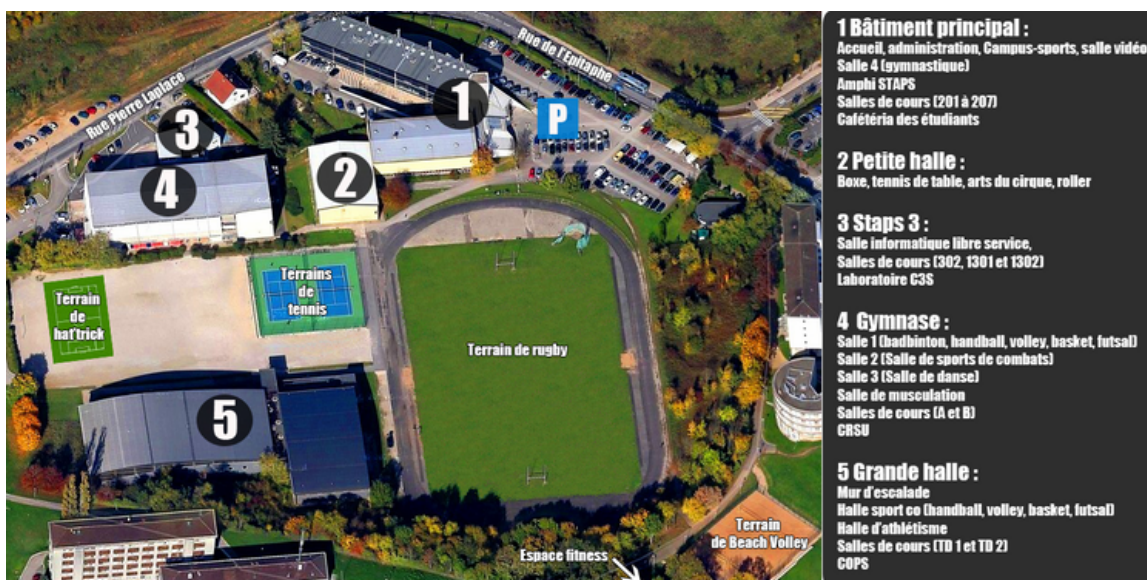 Rue Pierre Laplace
Rue de l'Epitaphe
1
P
2
3
4
Terrain
de
hat'trick
Terrains
de
tennis
Terrain de rugby
5
Terrain
de Beach Volley
Espace fitness
1 Bâtiment principal :
Accueil, administration, Campus-sports, salle vidéo
Salle 4 (gymnastique)
Amphi STAPS
Salles de cours (201 à 207)
Cafétéria des étudiants
2 Petite halle :
Boxe, tennis de table, arts du cirque, roller
3 Staps 3 :
Salle informatique libre service,
Salles de cours (302, 1301 et 1302)
Laboratoire C3S
4 Gymnase :
Salle 1 (badbinton, handball, volley, basket, futsal)
Salle 2 (Salle de sports de combats)
Salle 3 (Salle de danse)
Salle de musculation
Salles de cours (A et B)
CRSU
5 Grande halle :
Mur d'escalade
Halle sport co (handball, volley, basket, futsal)
Halle d'athlétisme
Salles de cours (TD 1 et TD 2)
COPS